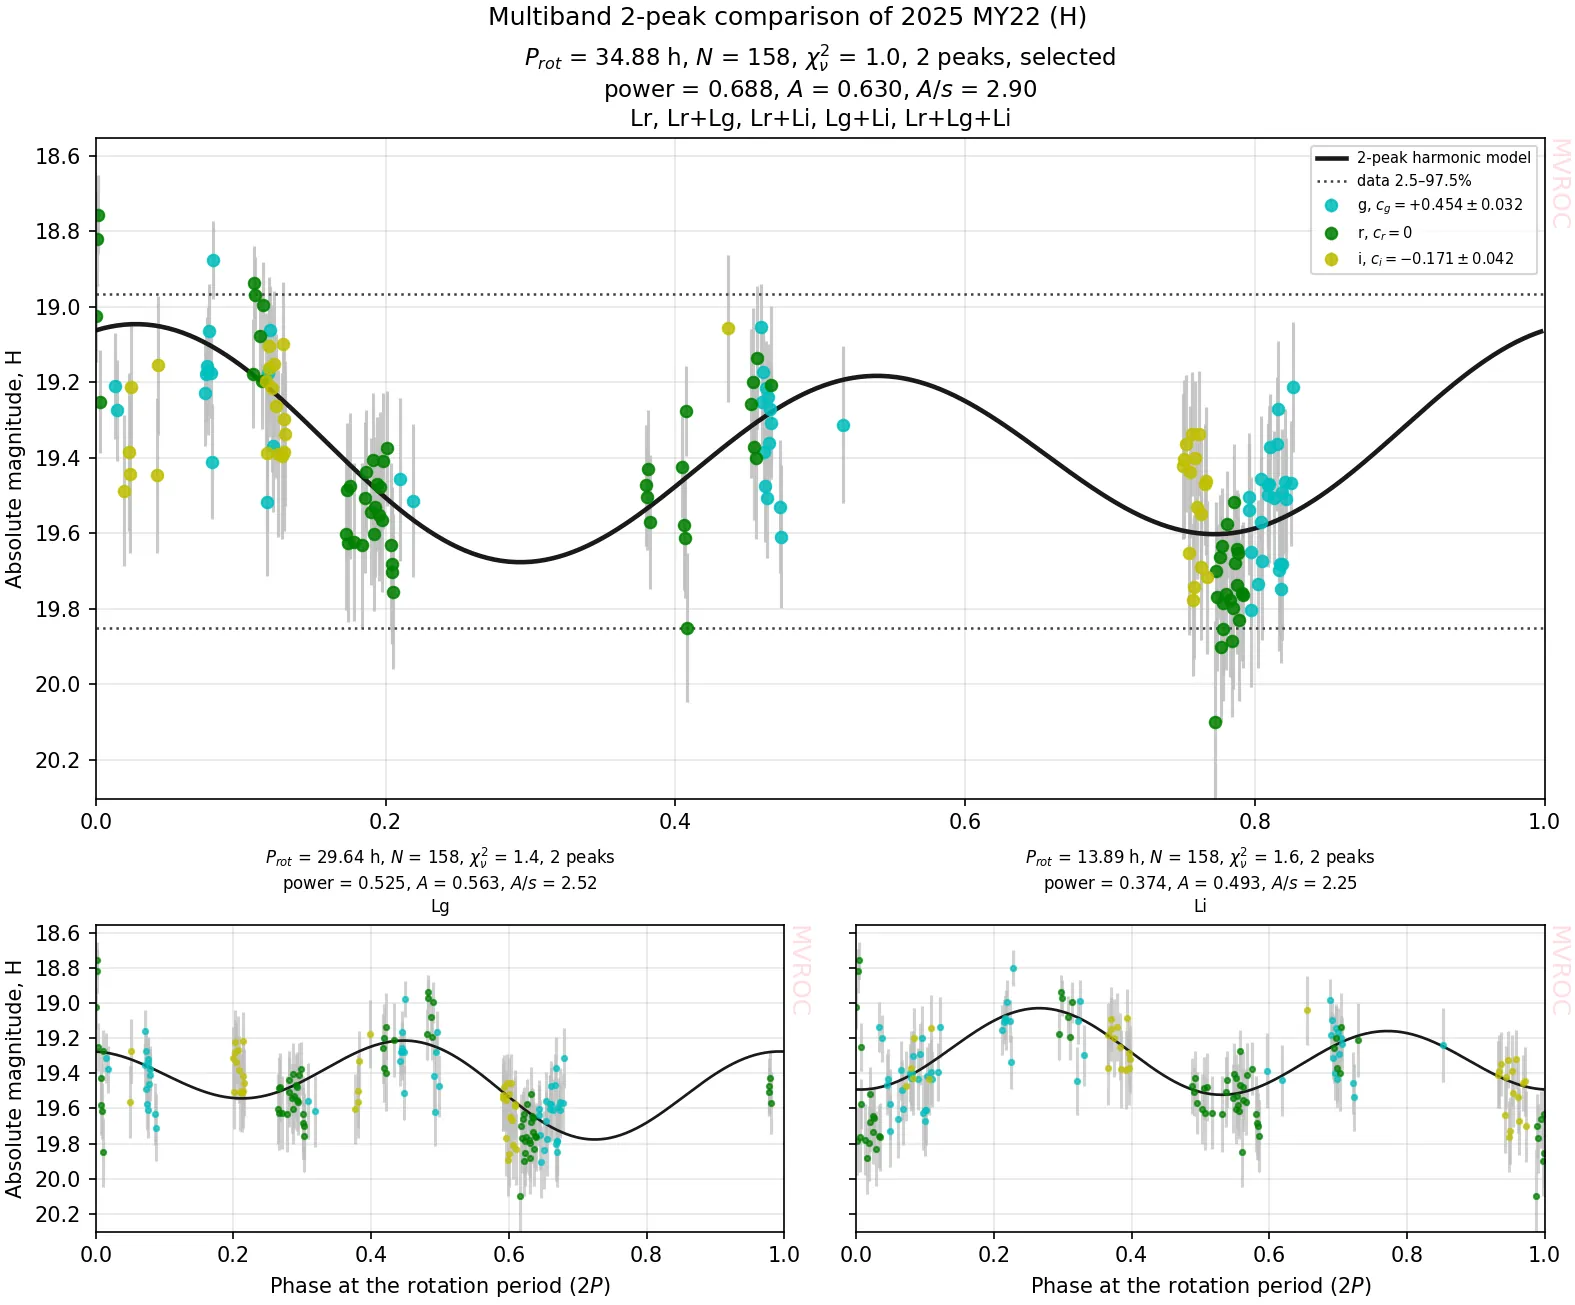 Multiband 2-peak comparison of 2025 MY22 (H)
P_rot = 34.88 h, N = 158, χ²_ν = 1.0, 2 peaks, selected
power = 0.688, A = 0.630, A/s = 2.90
Lr, Lr+Lg, Lr+Li, Lg+Li, Lr+Lg+Li
2-peak harmonic model
data 2.5–97.5%
g, c_g = +0.454 ± 0.032
r, c_r = 0
i, c_i = −0.171 ± 0.042
MVROC
Absolute magnitude, H
18.6
18.8
19.0
19.2
19.4
19.6
19.8
20.0
20.2
0.0 0.2 0.4 0.6 0.8 1.0
P_rot = 29.64 h, N = 158, χ²_ν = 1.4, 2 peaks
power = 0.525, A = 0.563, A/s = 2.52
Lg
MVROC
Absolute magnitude, H
18.6
18.8
19.0
19.2
19.4
19.6
19.8
20.0
20.2
0.0 0.2 0.4 0.6 0.8 1.0
Phase at the rotation period (2P)
P_rot = 13.89 h, N = 158, χ²_ν = 1.6, 2 peaks
power = 0.374, A = 0.493, A/s = 2.25
Li
MVROC
0.0 0.2 0.4 0.6 0.8 1.0
Phase at the rotation period (2P)